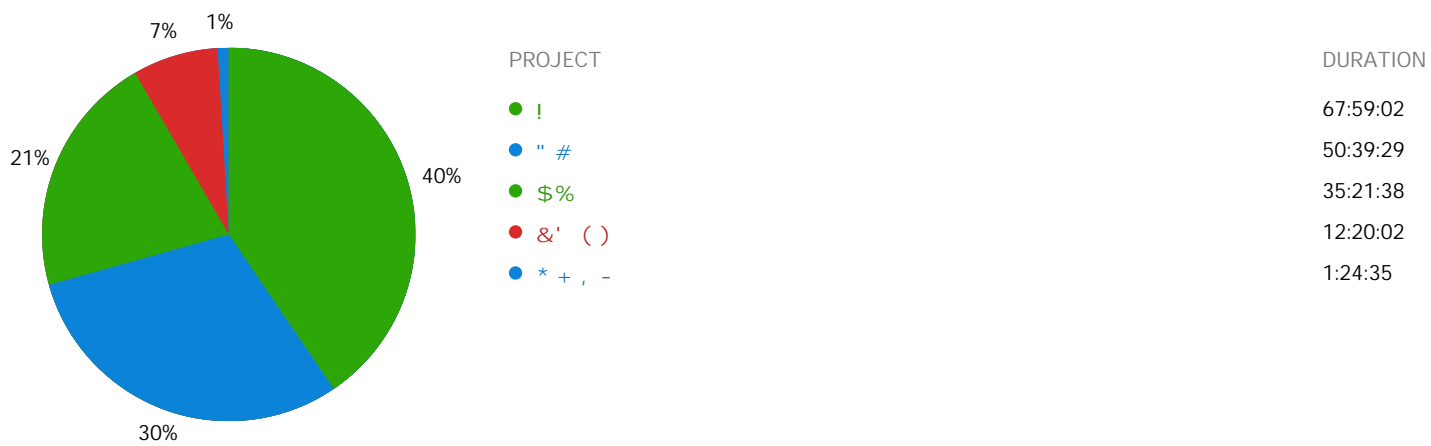 7% 1%
21%
40%
30%
PROJECT DURATION
! 67:59:02
" # 50:39:29
$% 35:21:38
&' () 12:20:02
* + , - 1:24:35